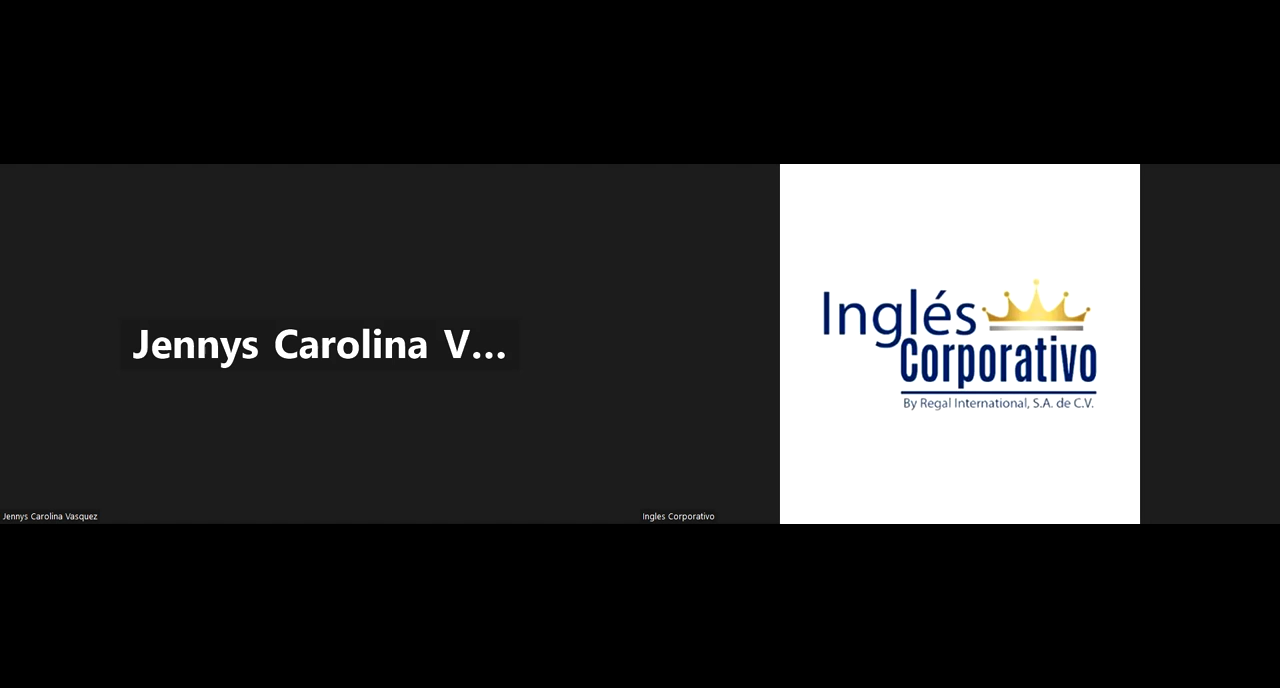 Jennys Carolina V...
Jennys Carolina Vasquez
Inglés
Corporativo
By Regal International, S.A. de C.V.
Ingles Corporativo